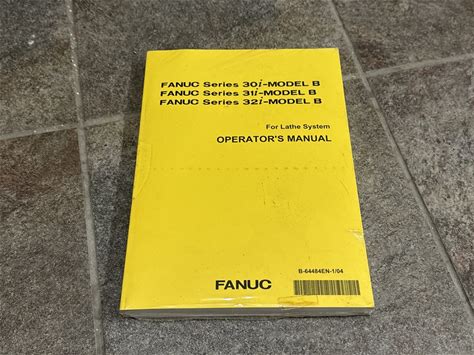 FANUC Series 30i-MODEL B
FANUC Series 31i-MODEL B
FANUC Series 32i-MODEL B
For Lathe System
OPERATOR'S MANUAL
B-64484EN-1/04
FANUC